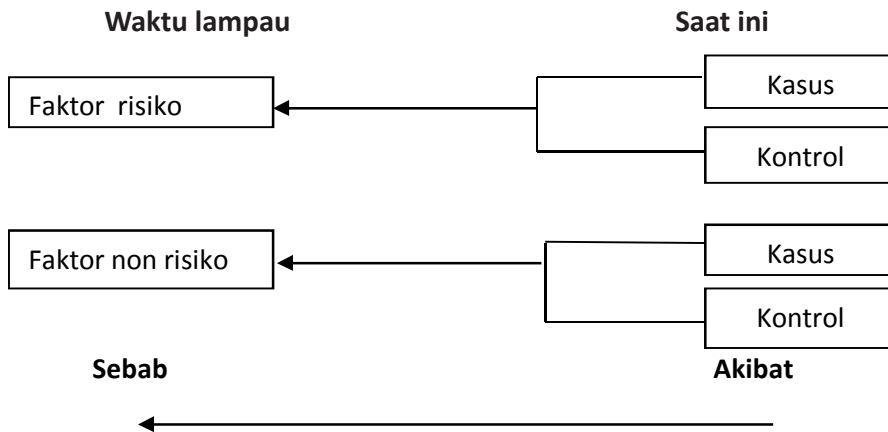 Waktu lampau
Saat ini
Kasus
Faktor risiko
Kontrol
Kasus
Faktor non risiko
Kontrol
Sebab
Akibat